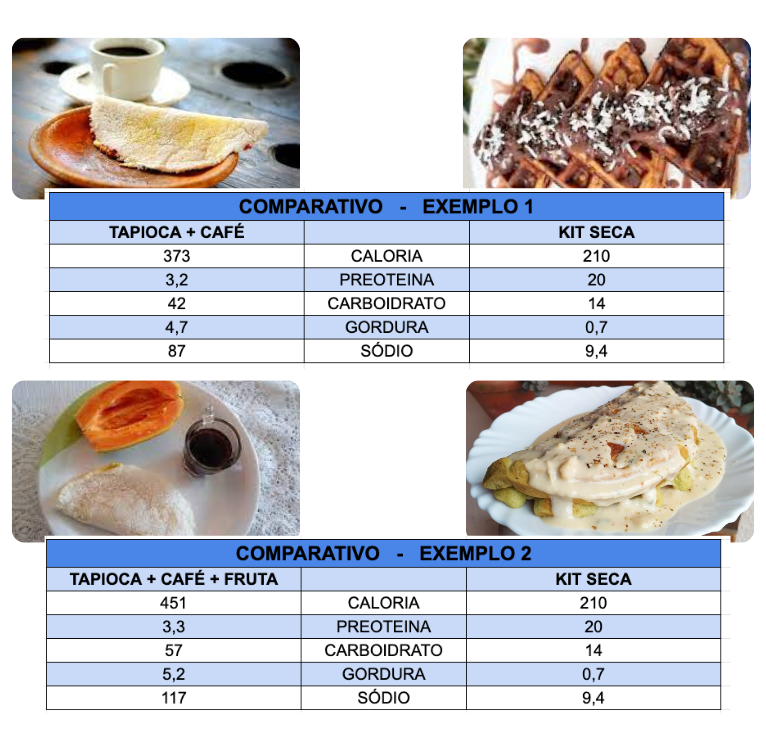 COMPARATIVO - EXEMPLO 1
TAPIOCA + CAFÉ KIT SECA
373 CALORIA 210
3,2 PREOTEINA 20
42 CARBOIDRATO 14
4,7 GORDURA 0,7
87 SÓDIO 9,4
COMPARATIVO - EXEMPLO 2
TAPIOCA + CAFÉ + FRUTA KIT SECA
451 CALORIA 210
3,3 PREOTEINA 20
57 CARBOIDRATO 14
5,2 GORDURA 0,7
117 SÓDIO 9,4